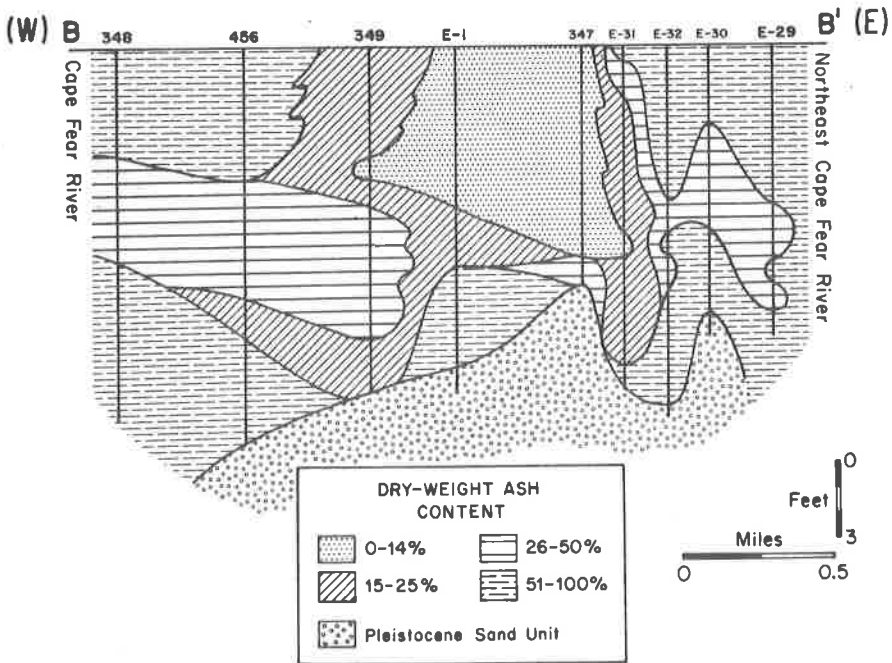 (W) B B' (E)
348 456 349 E-1 347 E-31 E-32 E-30 E-29
Cape Fear River
Northeast Cape Fear River
DRY-WEIGHT ASH
CONTENT
0-14% 26-50%
15-25% 51-100%
Pleistocene Sand Unit
0
Feet
3
Miles
0 0.5